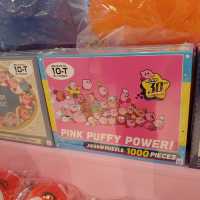 10-T
10-T
30th
PINK PUFFY POWER!
JIGSAW PUZZLE 1000 PIECES